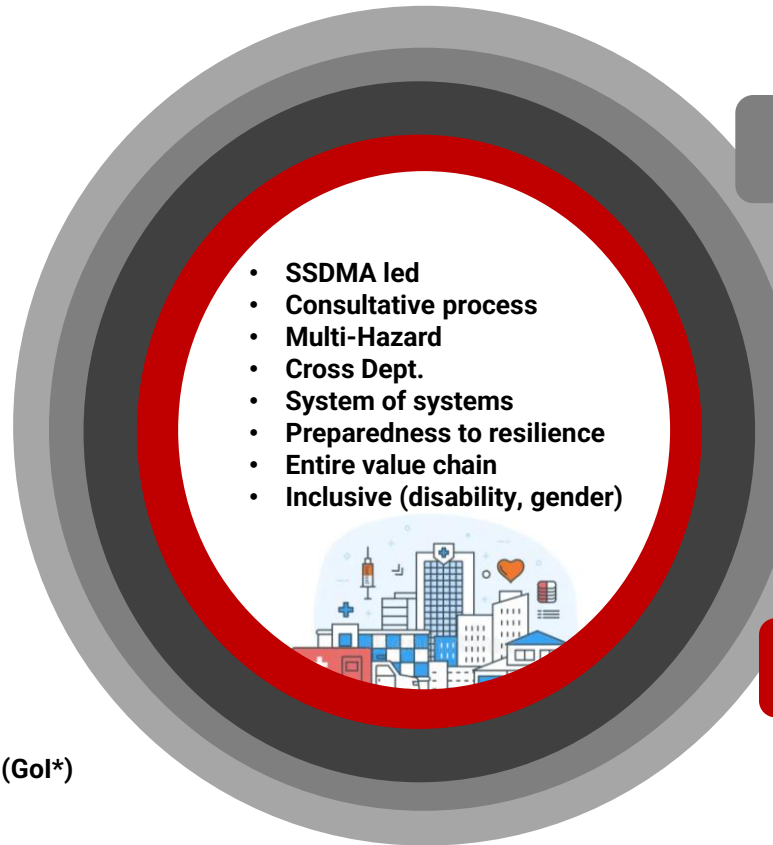 • SSDMA led
• Consultative process
• Multi-Hazard
• Cross Dept.
• System of systems
• Preparedness to resilience
• Entire value chain
• Inclusive (disability, gender)
(GoI*)